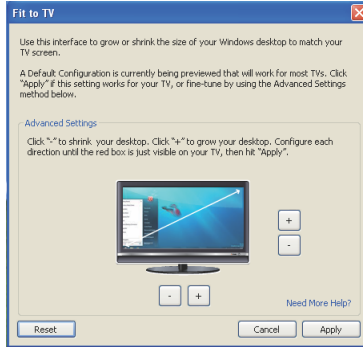 Fit to TV
Use this interface to grow or shrink the size of your Windows desktop to match your
TV screen.
A Default Configuration is currently being previewed that will work for most TVs. Click
"Apply" if this setting works for your TV, or fine-tune by using the Advanced Settings
method below.
Advanced Settings
Click "-" to shrink your desktop. Click "+" to grow your desktop. Configure each
direction until the red box is just visible on your TV, then hit "Apply".
+
-
- +
Need More Help?
Reset Cancel Apply